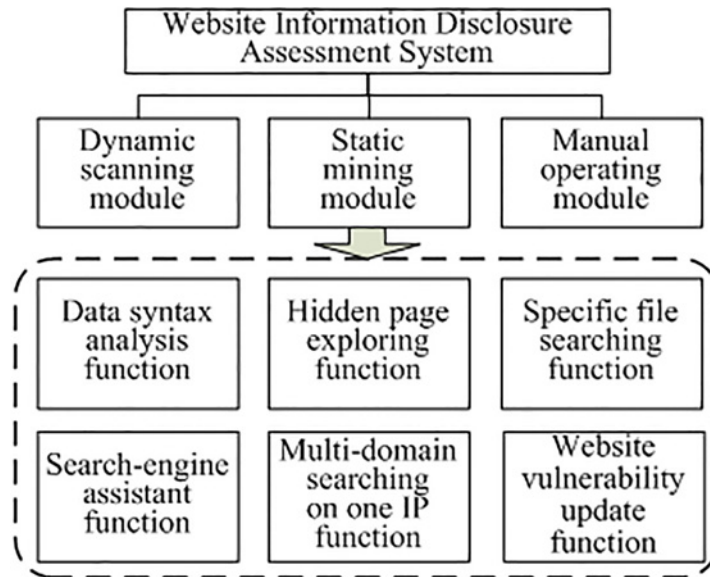 Website Information Disclosure
Assessment System
Dynamic
scanning
module
Static
mining
module
Manual
operating
module
Data syntax
analysis
function
Hidden page
exploring
function
Specific file
searching
function
Search-engine
assistant
function
Multi-domain
searching
on one IP
function
Website
vulnerability
update
function